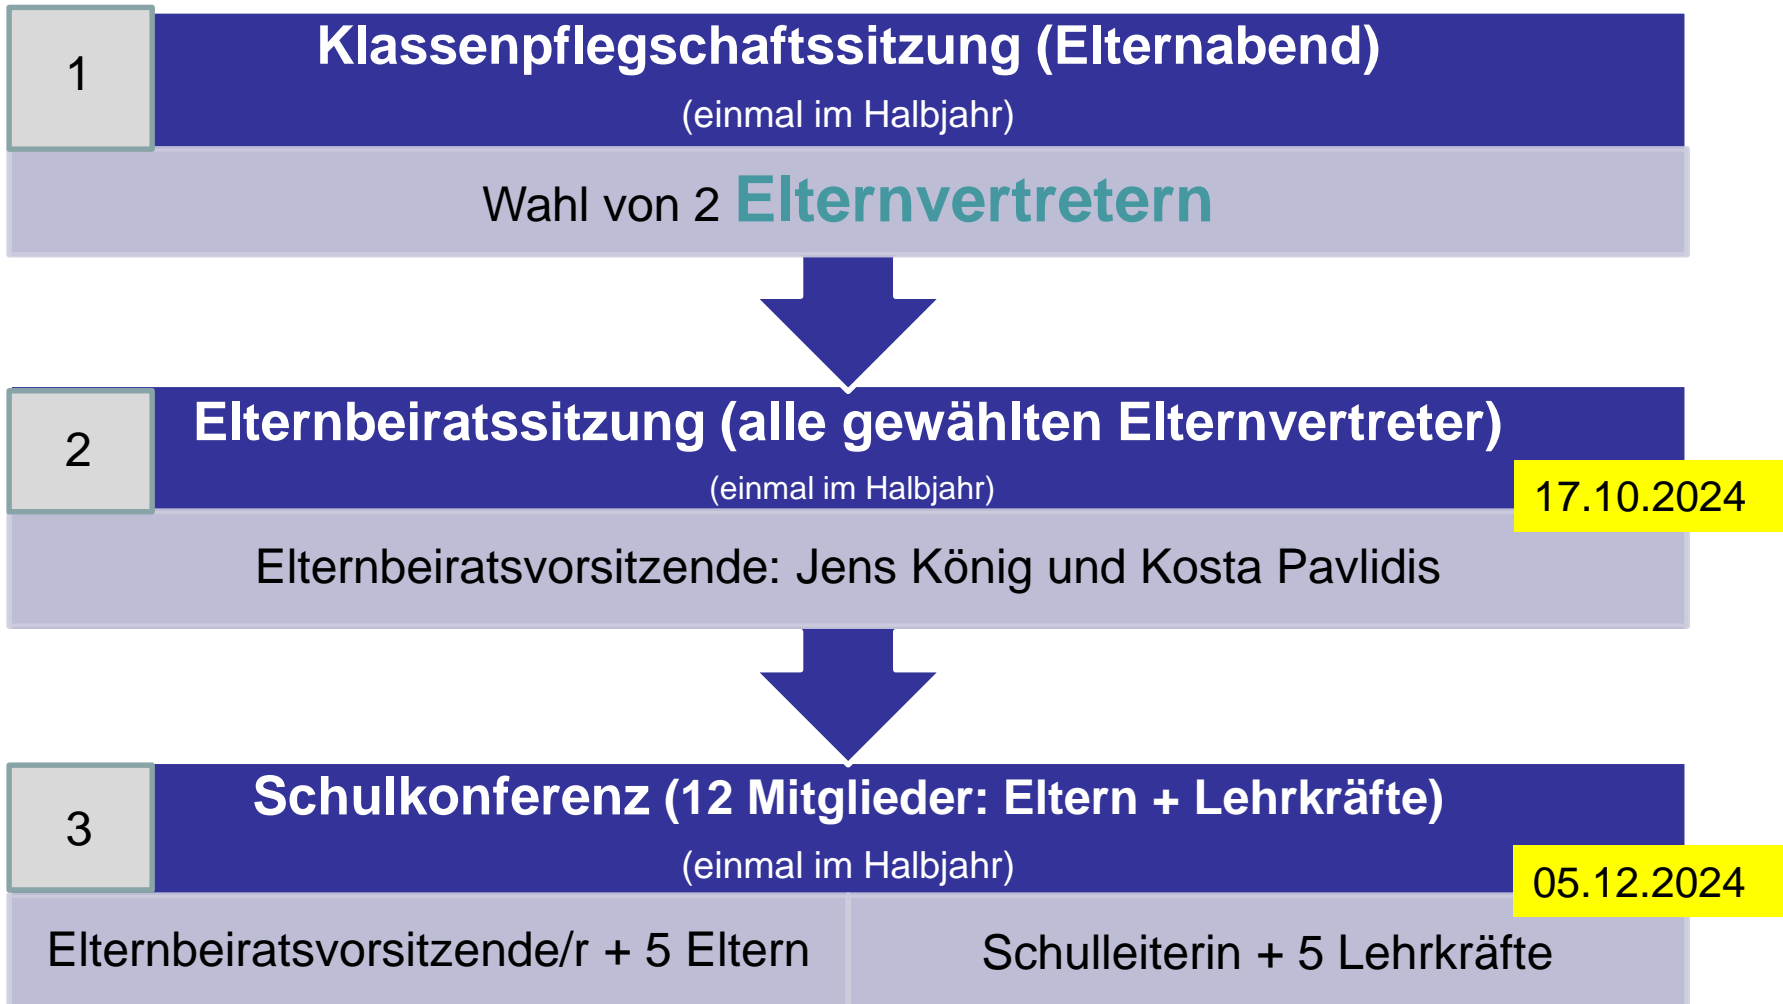 1
Klassenpflegschaftssitzung (Elternabend)
(einmal im Halbjahr)
Wahl von 2 Elternvertretern
2
Elternbeiratssitzung (alle gewählten Elternvertreter)
(einmal im Halbjahr)
17.10.2024
Elternbeiratsvorsitzende: Jens König und Kosta Pavlidis
3
Schulkonferenz (12 Mitglieder: Eltern + Lehrkräfte)
(einmal im Halbjahr)
05.12.2024
Elternbeiratsvorsitzende/r + 5 Eltern
Schulleiterin + 5 Lehrkräfte